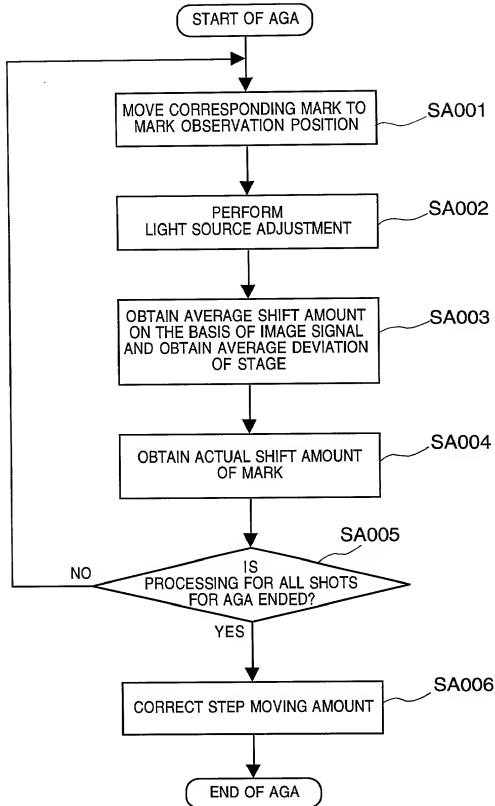 START OF AGA
MOVE CORRESPONDING MARK TO
MARK OBSERVATION POSITION
SA001
PERFORM
LIGHT SOURCE ADJUSTMENT
SA002
OBTAIN AVERAGE SHIFT AMOUNT
ON THE BASIS OF IMAGE SIGNAL
AND OBTAIN AVERAGE DEVIATION
OF STAGE
SA003
OBTAIN ACTUAL SHIFT AMOUNT
OF MARK
SA004
SA005
IS
PROCESSING FOR ALL SHOTS
FOR AGA ENDED?
NO
YES
CORRECT STEP MOVING AMOUNT
SA006
END OF AGA